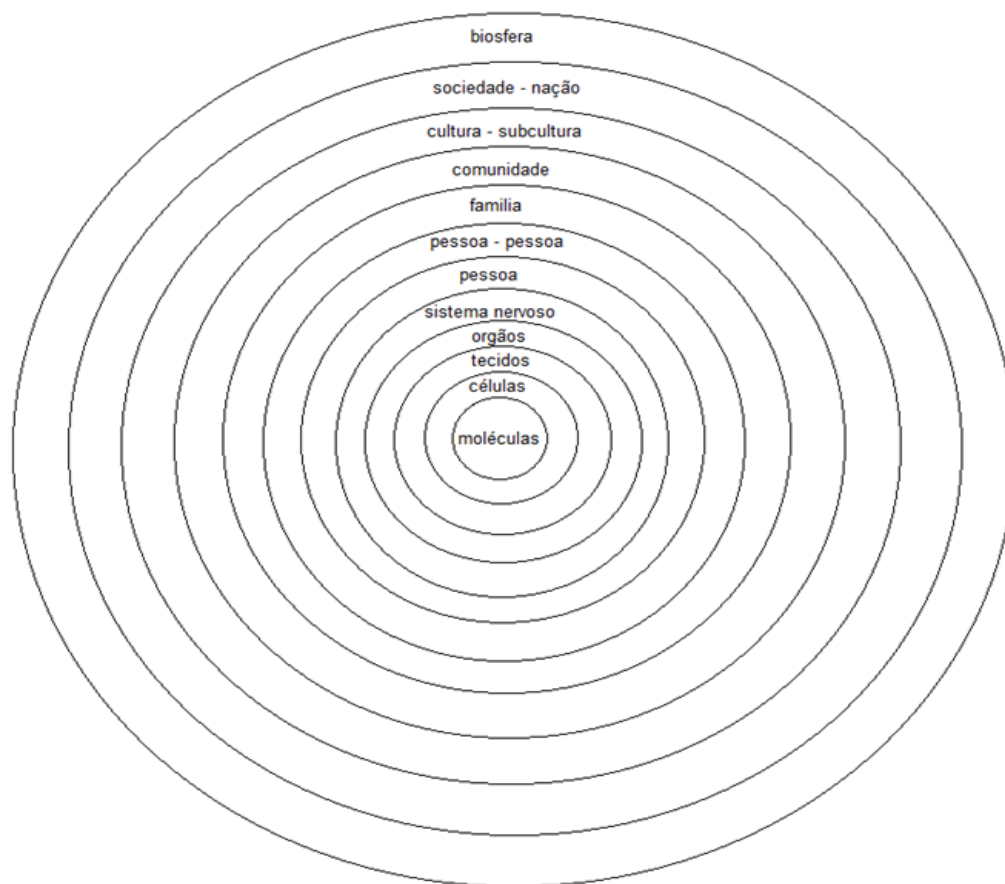 biosfera
sociedade - nação
cultura - subcultura
comunidade
familia
pessoa - pessoa
pessoa
sistema nervoso
orgãos
tecidos
células
moléculas